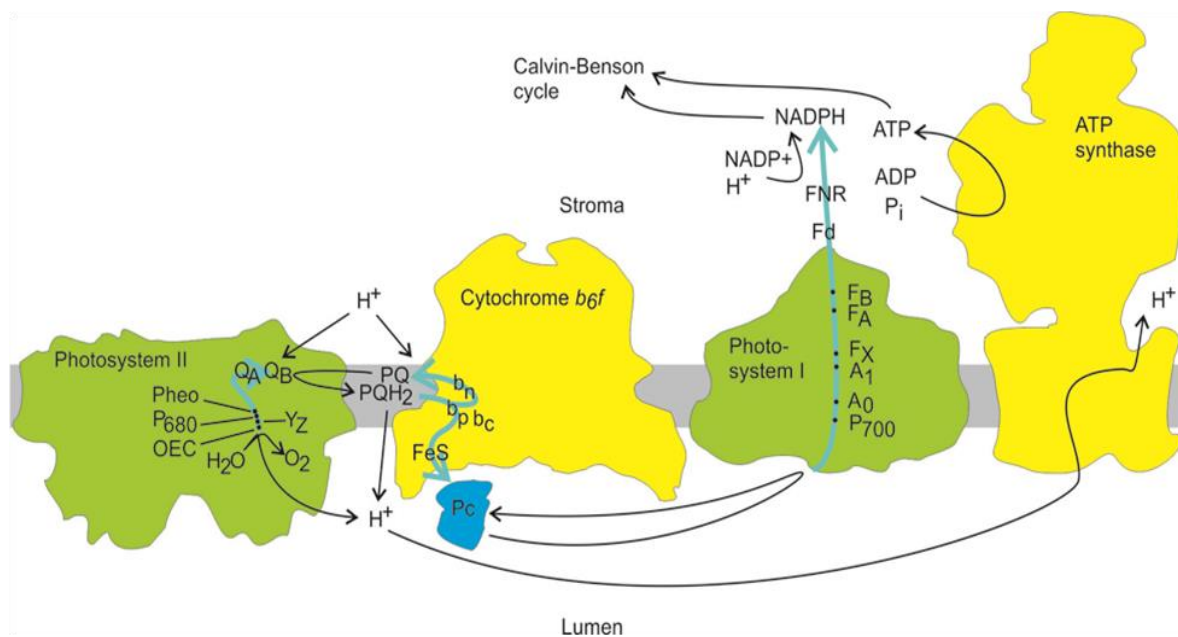 Calvin-Benson
cycle
NADPH
ATP
ATP
synthase
NADP+
H+
ADP
Pi
FNR
Stroma
Fd
H+
Cytochrome b6f
H+
FB
FA
Photosystem II
QA QB
PQ
PQH2
bn
bp bc
Photo-
system I
FX
A1
A0
P700
Pheo
P680
YZ
OEC
H2O
O2
FeS
H+
Pc
Lumen